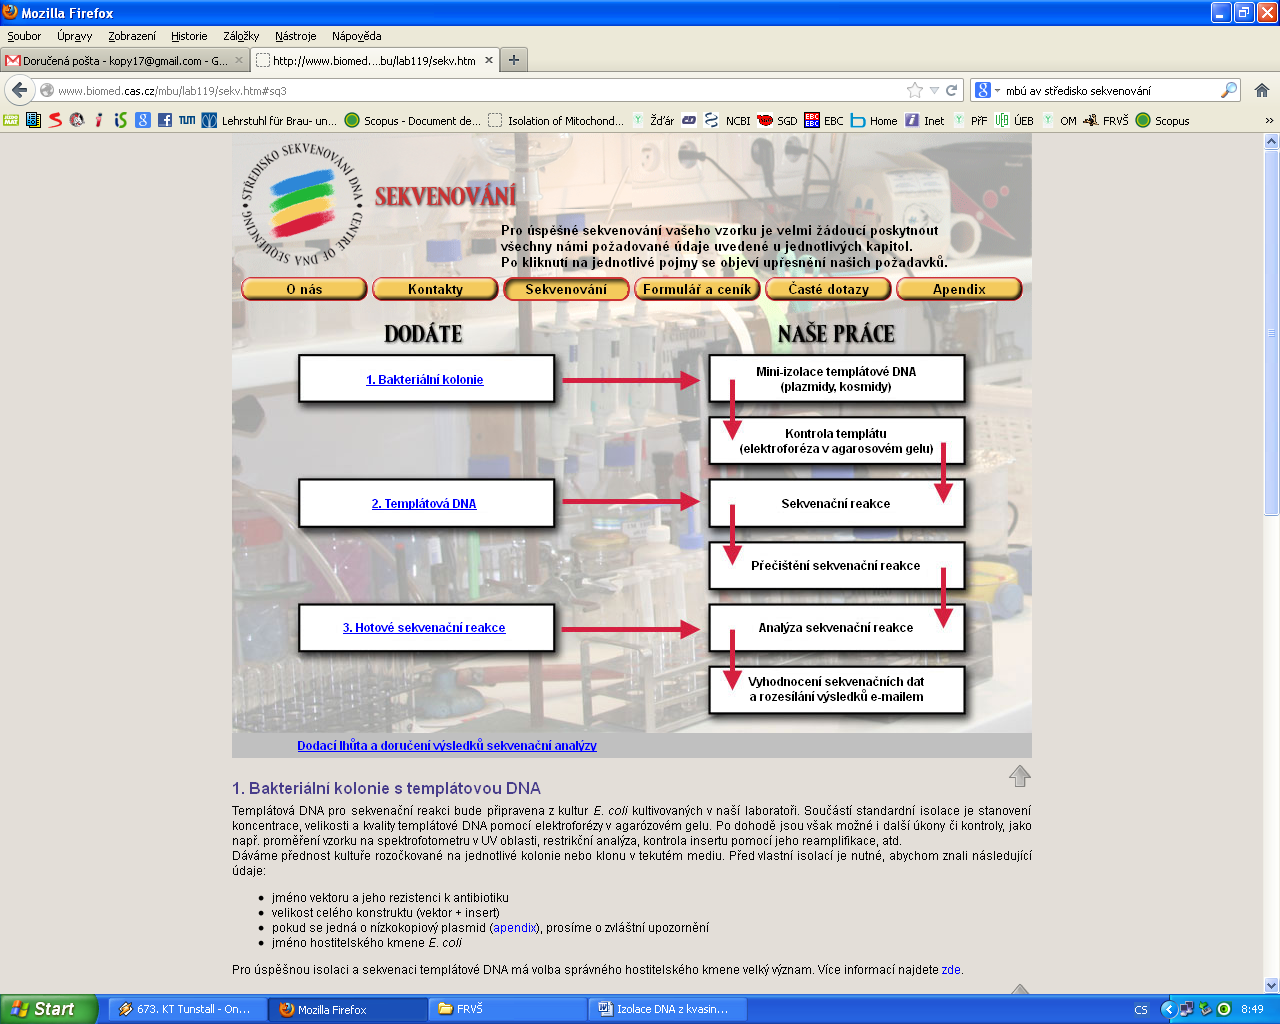 Mozilla Firefox
Soubor Úpravy Zobrazení Historie Záložky Nástroje Nápověda
Doručená pošta - kopy17@gmail.com - G... http://www.biomed....bu/lab119/sekv.htm
www.biomed.cas.cz/mbu/lab119/sekv.htm#sq3 mbú av středisko sekvenování
Lehrstuhl für Brau- un... Scopus - Document de... Isolation of Mitochond... Žďár NCBI SGD EBC Home Inet PřF ÚEB OM FRVŠ Scopus »
STŘEDISKO SEKVENOVÁNÍ DNA • CENTRE OF DNA SEQUENCING •
SEKVENOVÁNÍ
Pro úspěšné sekvenování vašeho vzorku je velmi žádoucí poskytnout
všechny námi požadované údaje uvedené u jednotlivých kapitol.
Po kliknutí na jednotlivé pojmy se objeví upřesnění našich požadavků.
O nás Kontakty Sekvenování Formulář a ceník Časté dotazy Apendix
DODÁTE NAŠE PRÁCE
1. Bakteriální kolonie
Mini-izolace templátové DNA
(plazmidy, kosmidy)
Kontrola templátu
(elektroforéza v agarosovém gelu)
2. Templátová DNA
Sekvenační reakce
Přečištění sekvenační reakce
3. Hotové sekvenační reakce
Analýza sekvenační reakce
Vyhodnocení sekvenačních dat
a rozesílání výsledků e-mailem
Dodací lhůta a doručení výsledků sekvenační analýzy
1. Bakteriální kolonie s templátovou DNA
Templátová DNA pro sekvenační reakci bude připravena z kultur E. coli kultivovaných v naší laboratoři. Součástí standardní isolace je stanovení
koncentrace, velikosti a kvality templátové DNA pomocí elektroforézy v agarózovém gelu. Po dohodě jsou však možné i další úkony či kontroly, jako
např. proměření vzorku na spektrofotometru v UV oblasti, restrikční analýza, kontrola insertu pomocí jeho reamplifikace, atd.
Dáváme přednost kultuře rozočkované na jednotlivé kolonie nebo klonu v tekutém mediu. Před vlastní isolací je nutné, abychom znali následující
údaje:
• jméno vektoru a jeho rezistenci k antibiotiku
• velikost celého konstruktu (vektor + insert)
• pokud se jedná o nízkokopiový plasmid (apendix), prosíme o zvláštní upozornění
• jméno hostitelského kmene E. coli
Pro úspěšnou isolaci a sekvenaci templátové DNA má volba správného hostitelského kmene velký význam. Více informací najdete zde.
Start 673. KT Tunstall - On... Mozilla Firefox FRVŠ Izolace DNA z kvasin... CS 8:49